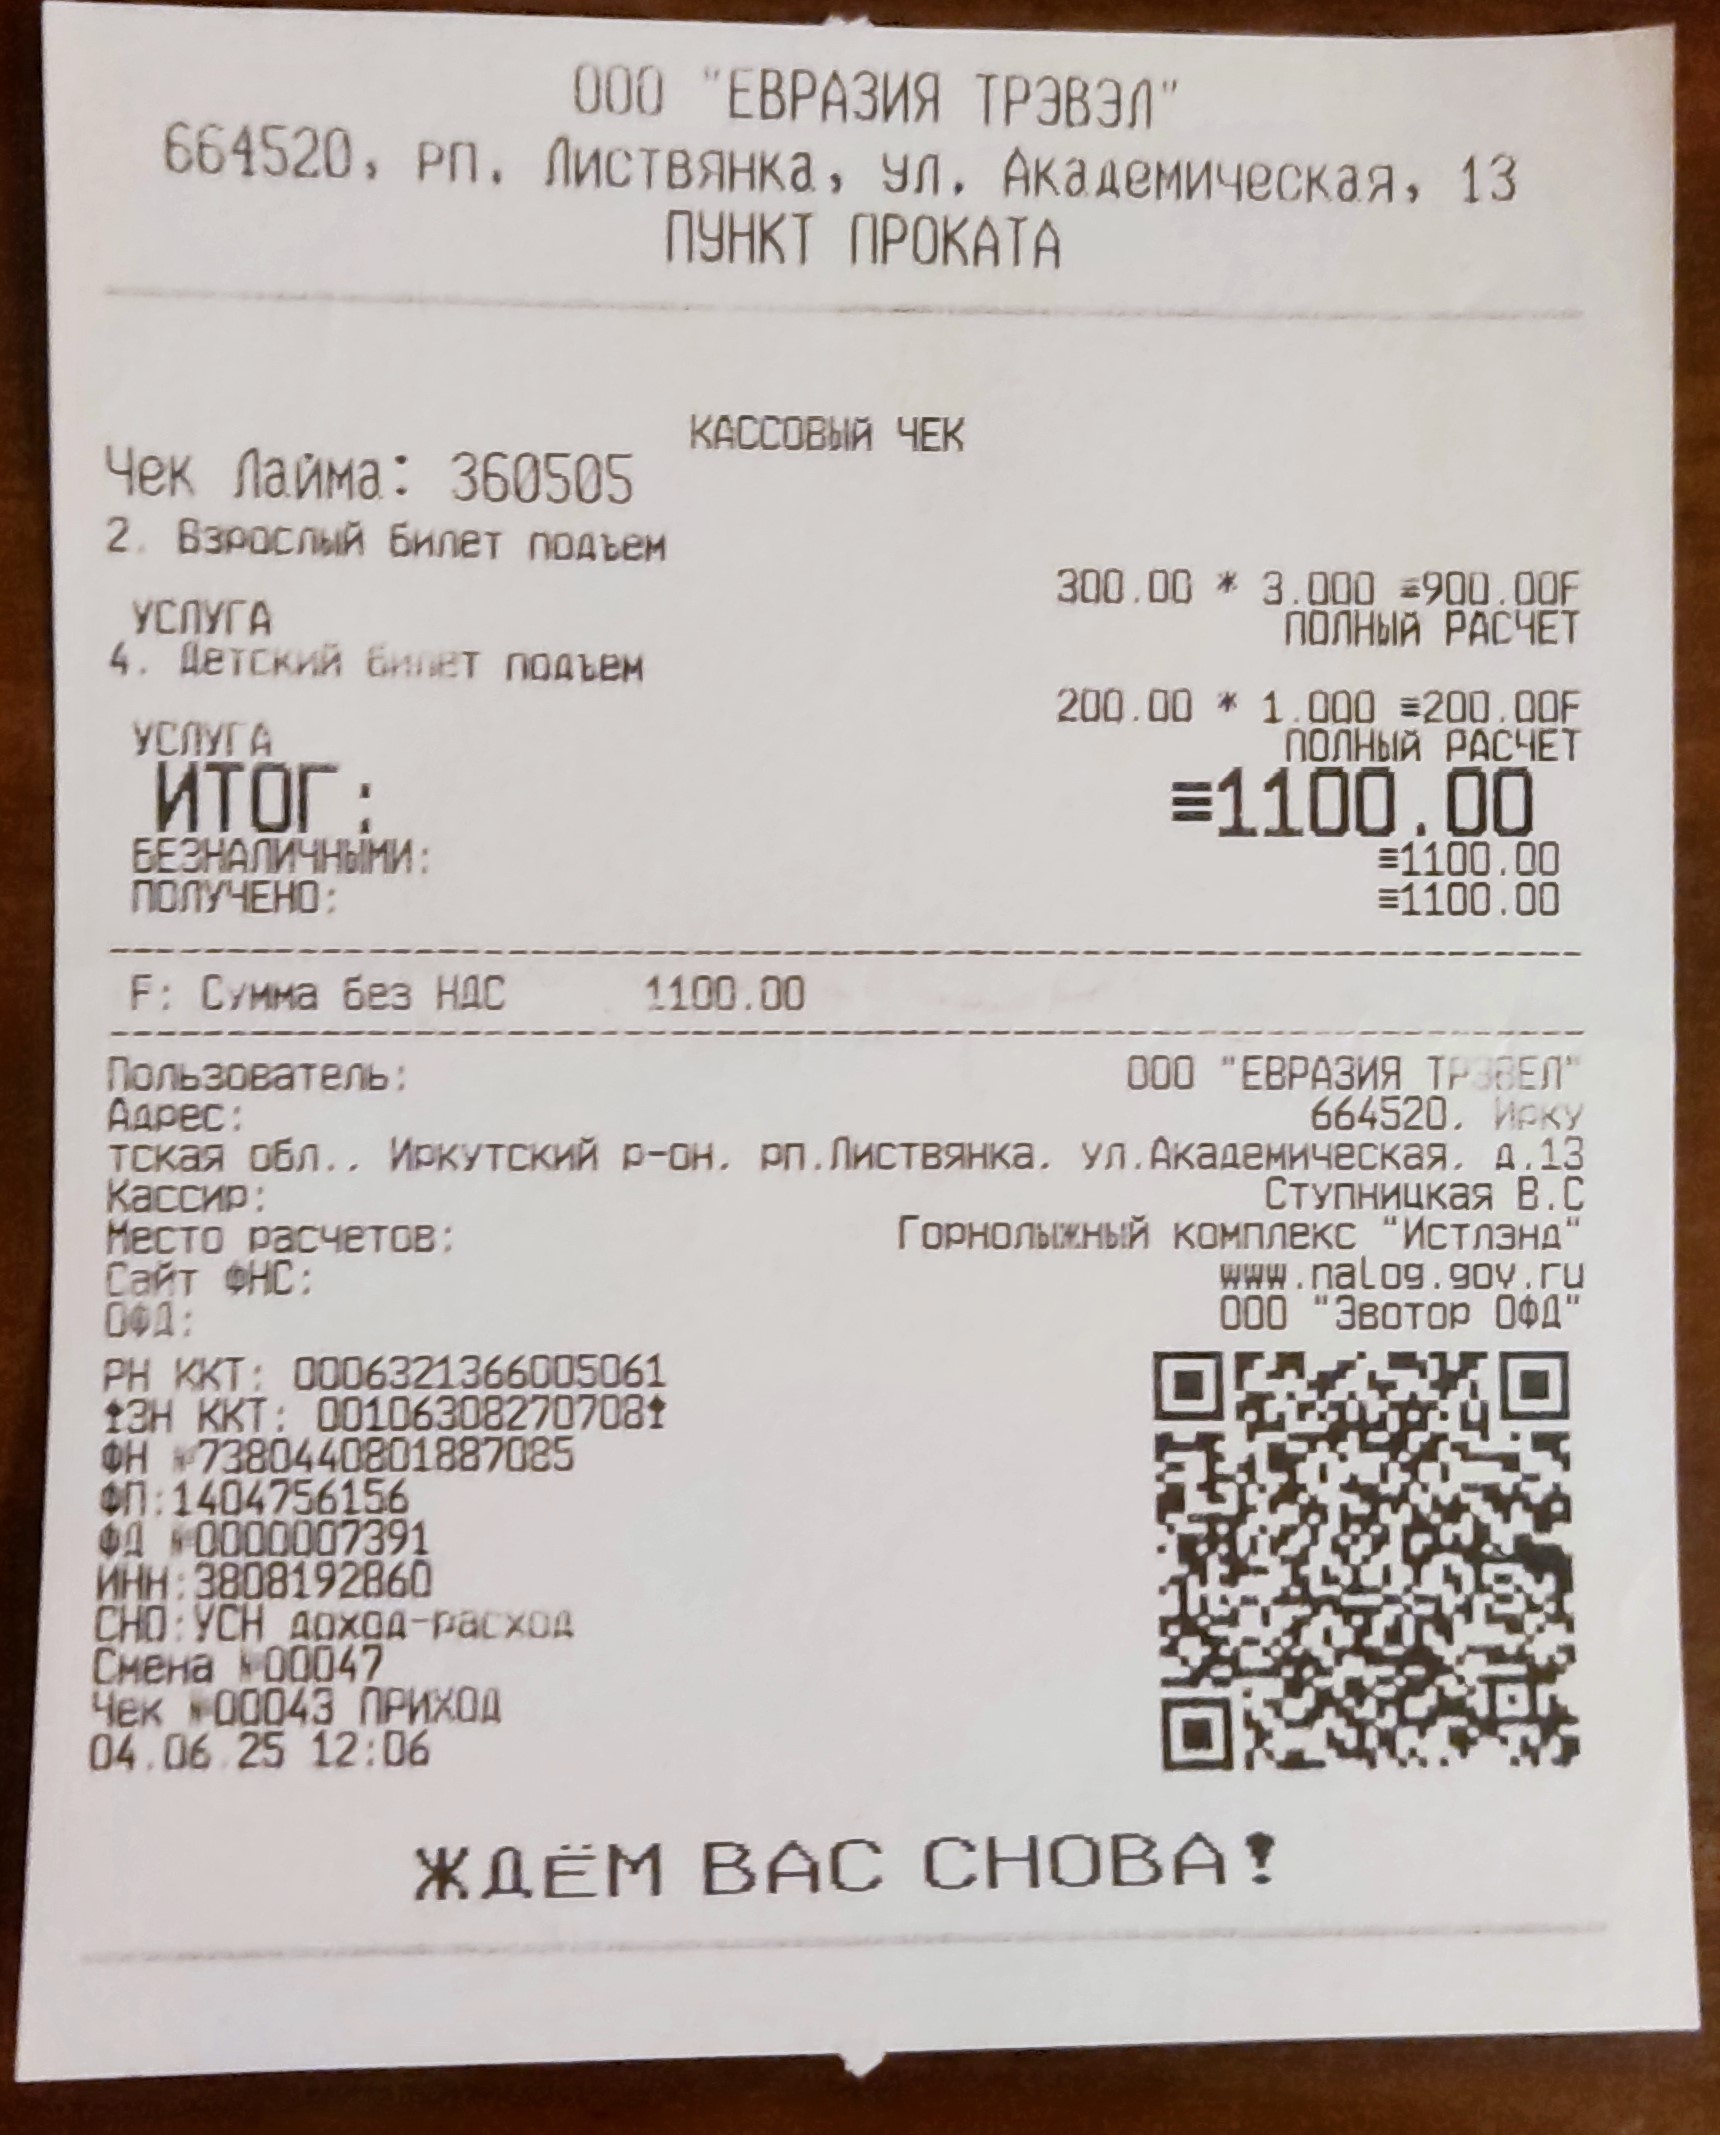 ООО "ЕВРАЗИЯ ТРЭВЭЛ"
664520, рп. Листвянка, ул. Академическая, 13
ПУНКТ ПРОКАТА
КАССОВЫЙ ЧЕК
Чек Лайма: 360505
2. Взрослый билет подъем
300.00 * 3.000 ≡900.00F
УСЛУГА ПОЛНЫЙ РАСЧЕТ
4. Детский билет подъем
200.00 * 1.000 ≡200.00F
УСЛУГА ПОЛНЫЙ РАСЧЕТ
ИТОГ: ≡1100.00
БЕЗНАЛИЧНЫМИ: ≡1100.00
ПОЛУЧЕНО: ≡1100.00
F: Сумма без НДС 1100.00
Пользователь: ООО "ЕВРАЗИЯ ТРЭВЕЛ"
Адрес: 664520, Ирку
тская обл., Иркутский р-он, рп.Листвянка, ул.Академическая, д.13
Кассир: Ступницкая В.С
Место расчетов: Горнолыжный комплекс "Истлэнд"
Сайт ФНС: www.nalog.gov.ru
ОФД: ООО "Эвотор ОФД"
РН ККТ: 0006321366005061
ЗН ККТ: 00106308270708
ФН №7380440801887085
ФП:1404756156
ФД №0000007391
ИНН:3808192860
СНО:УСН доход-расход
Смена №00047
Чек №00043 ПРИХОД
04.06.25 12:06
ЖДЁМ ВАС СНОВА!